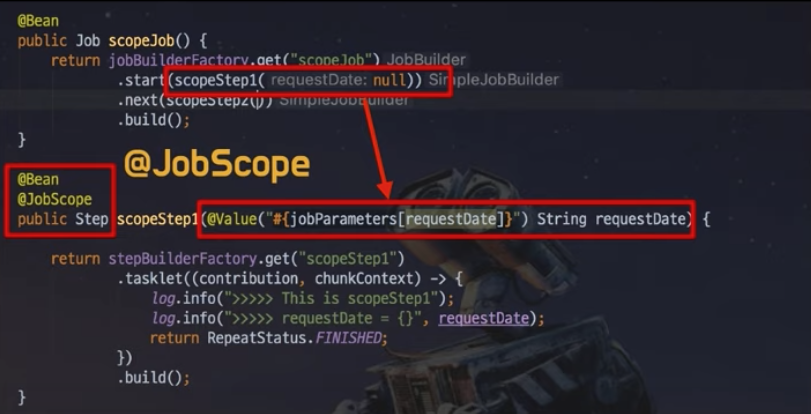 @Bean
public Job scopeJob() {
return jobBuilderFactory.get("scopeJob") JobBuilder
.start(scopeStep1( requestDate: null)) SimpleJobBuilder
.next(scopeStep2()) SimpleJobBuilder
.build();
}
@JobScope
@Bean
@JobScope
public Step scopeStep1(@Value("#{jobParameters[requestDate]}") String requestDate) {
return stepBuilderFactory.get("scopeStep1")
.tasklet((contribution, chunkContext) -> {
log.info(">>>>> This is scopeStep1");
log.info(">>>>> requestDate = {}", requestDate);
return RepeatStatus.FINISHED;
})
.build();
}